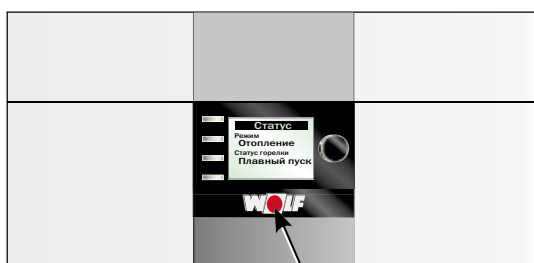 Статус
Режим
Отопление
Статус горелки
Плавный пуск
WOLF